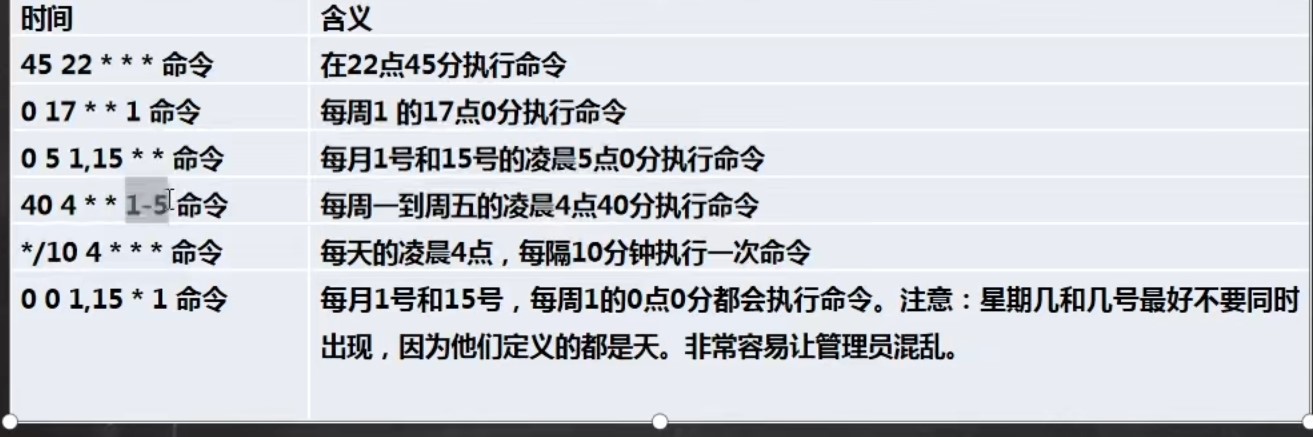 时间 含义
45 22 * * * 命令 在22点45分执行命令
0 17 * * 1 命令 每周1 的17点0分执行命令
0 5 1,15 * * 命令 每月1号和15号的凌晨5点0分执行命令
40 4 * * 1-5 命令 每周一到周五的凌晨4点40分执行命令
*/10 4 * * * 命令 每天的凌晨4点，每隔10分钟执行一次命令
0 0 1,15 * 1 命令 每月1号和15号，每周1的0点0分都会执行命令。注意：星期几和几号最好不要同时
出现，因为他们定义的都是天。非常容易让管理员混乱。